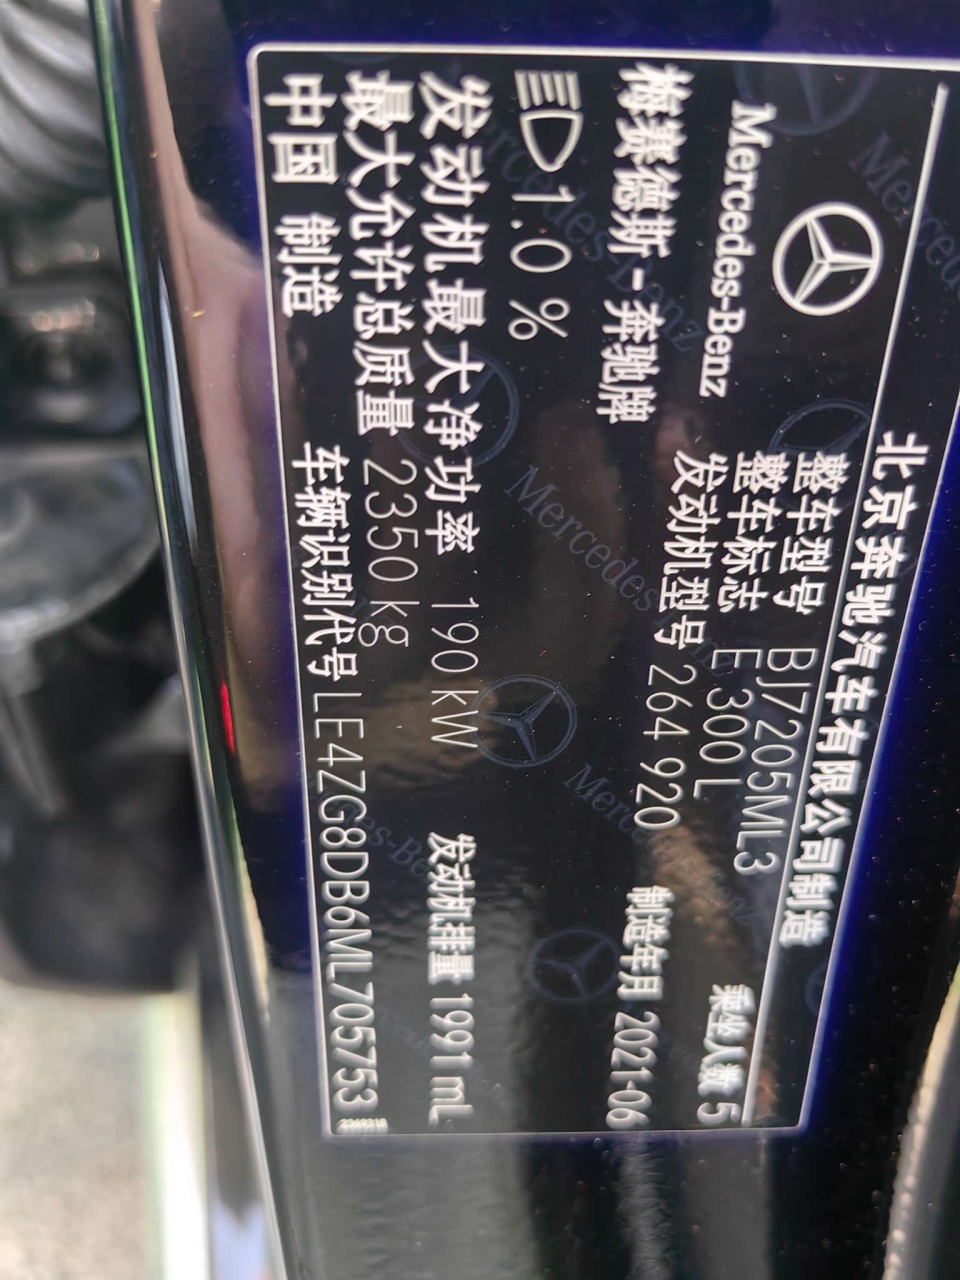 北京奔驰汽车有限公司制造
Mercedes-Benz
整车型号 BJ7205ML3
整车标志 E 300 L
乘坐人数 5
梅赛德斯-奔驰牌
发动机型号 264 920
制造年月 2021-06
1.0 %
发动机最大净功率 190 kW
发动机排量 1991 mL
最大允许总质量 2350 kg
中国 制造
车辆识别代号 LE4ZG8DB6ML705753